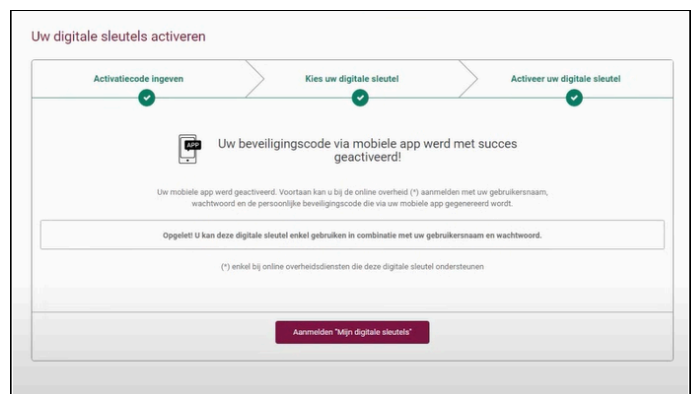 Uw digitale sleutels activeren
Activatiecode ingeven
Kies uw digitale sleutel
Activeer uw digitale sleutel
APP
Uw beveiligingscode via mobiele app werd met succes
geactiveerd!
Uw mobiele app werd geactiveerd. Voortaan kan u bij de online overheid (*) aanmelden met uw gebruikersnaam,
wachtwoord en de persoonlijke beveiligingscode die via uw mobiele app gegenereerd wordt.
Opgelet! U kan deze digitale sleutel enkel gebruiken in combinatie met uw gebruikersnaam en wachtwoord.
(*) enkel bij online overheidsdiensten die deze digitale sleutel ondersteunen
Aanmelden "Mijn digitale sleutels"